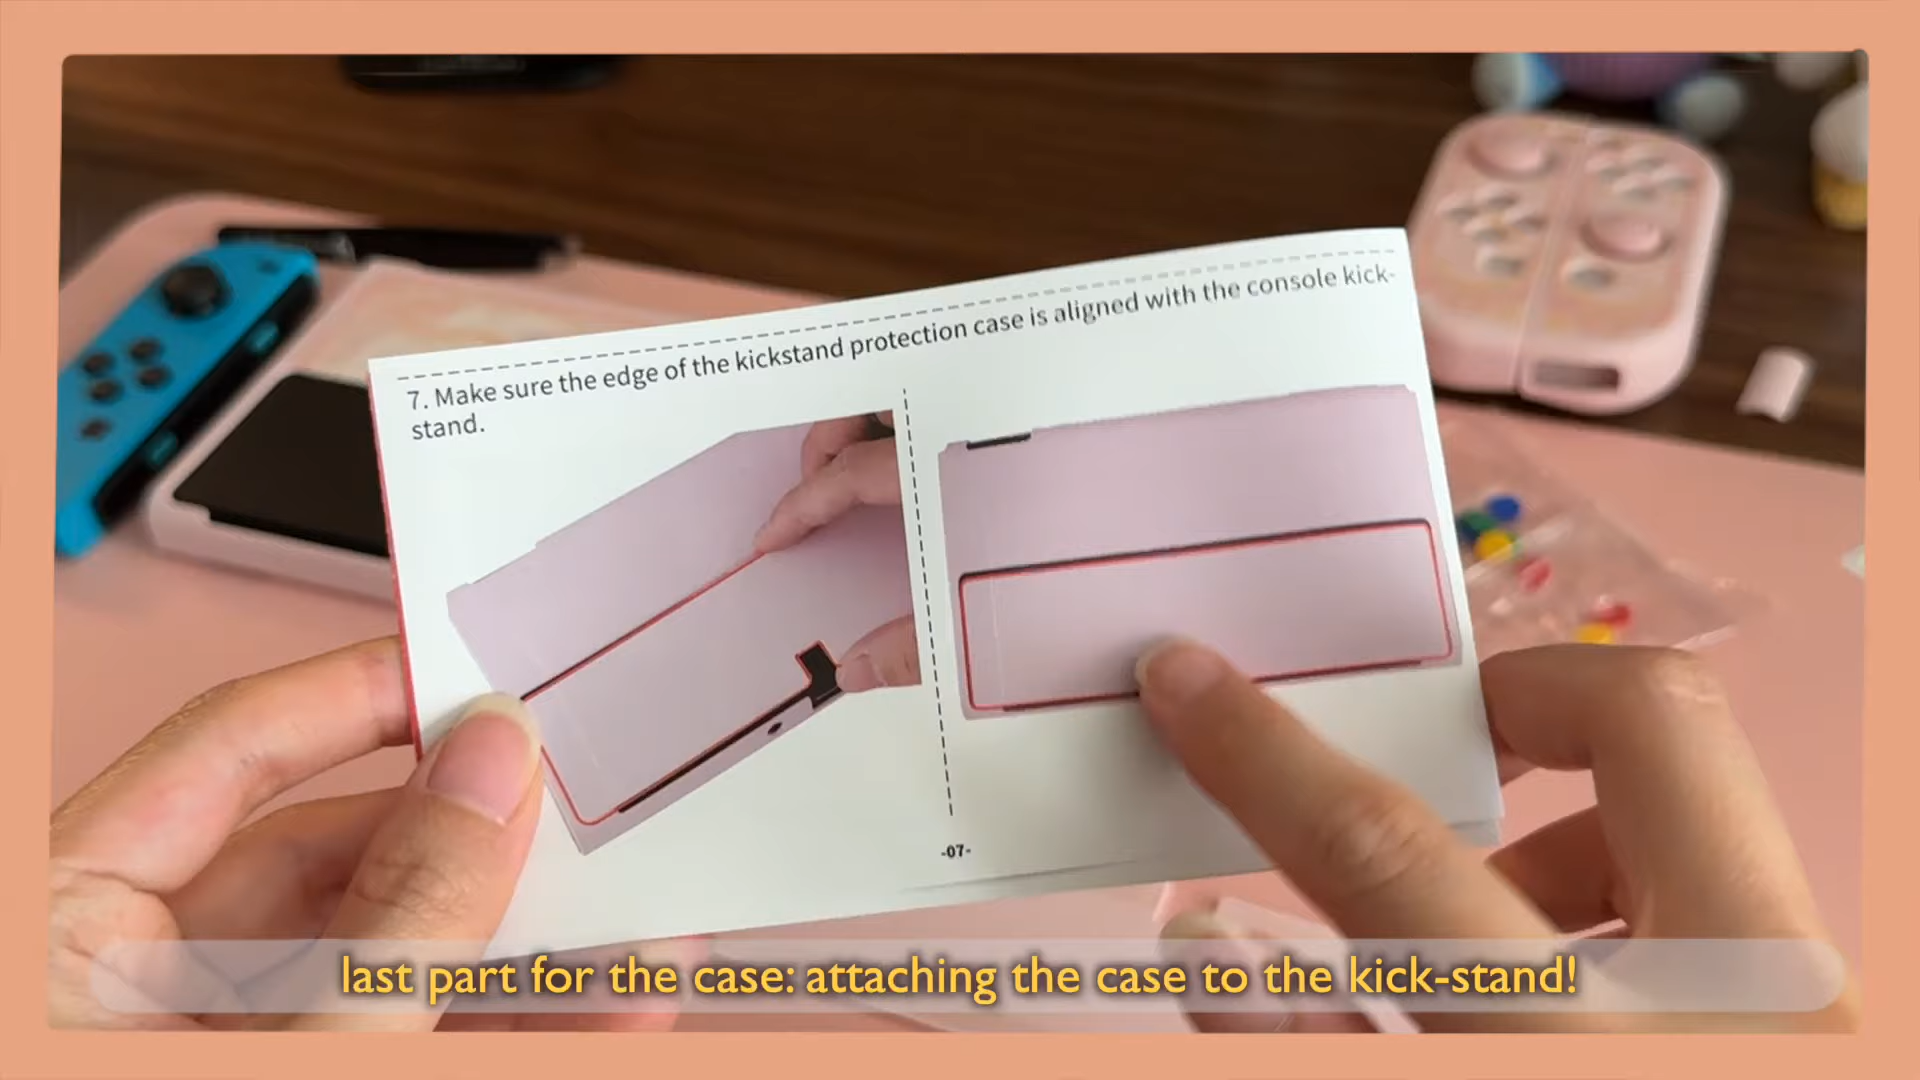 7. Make sure the edge of the kickstand protection case is aligned with the console kick-
stand.
-07-
last part for the case: attaching the case to the kick-stand!